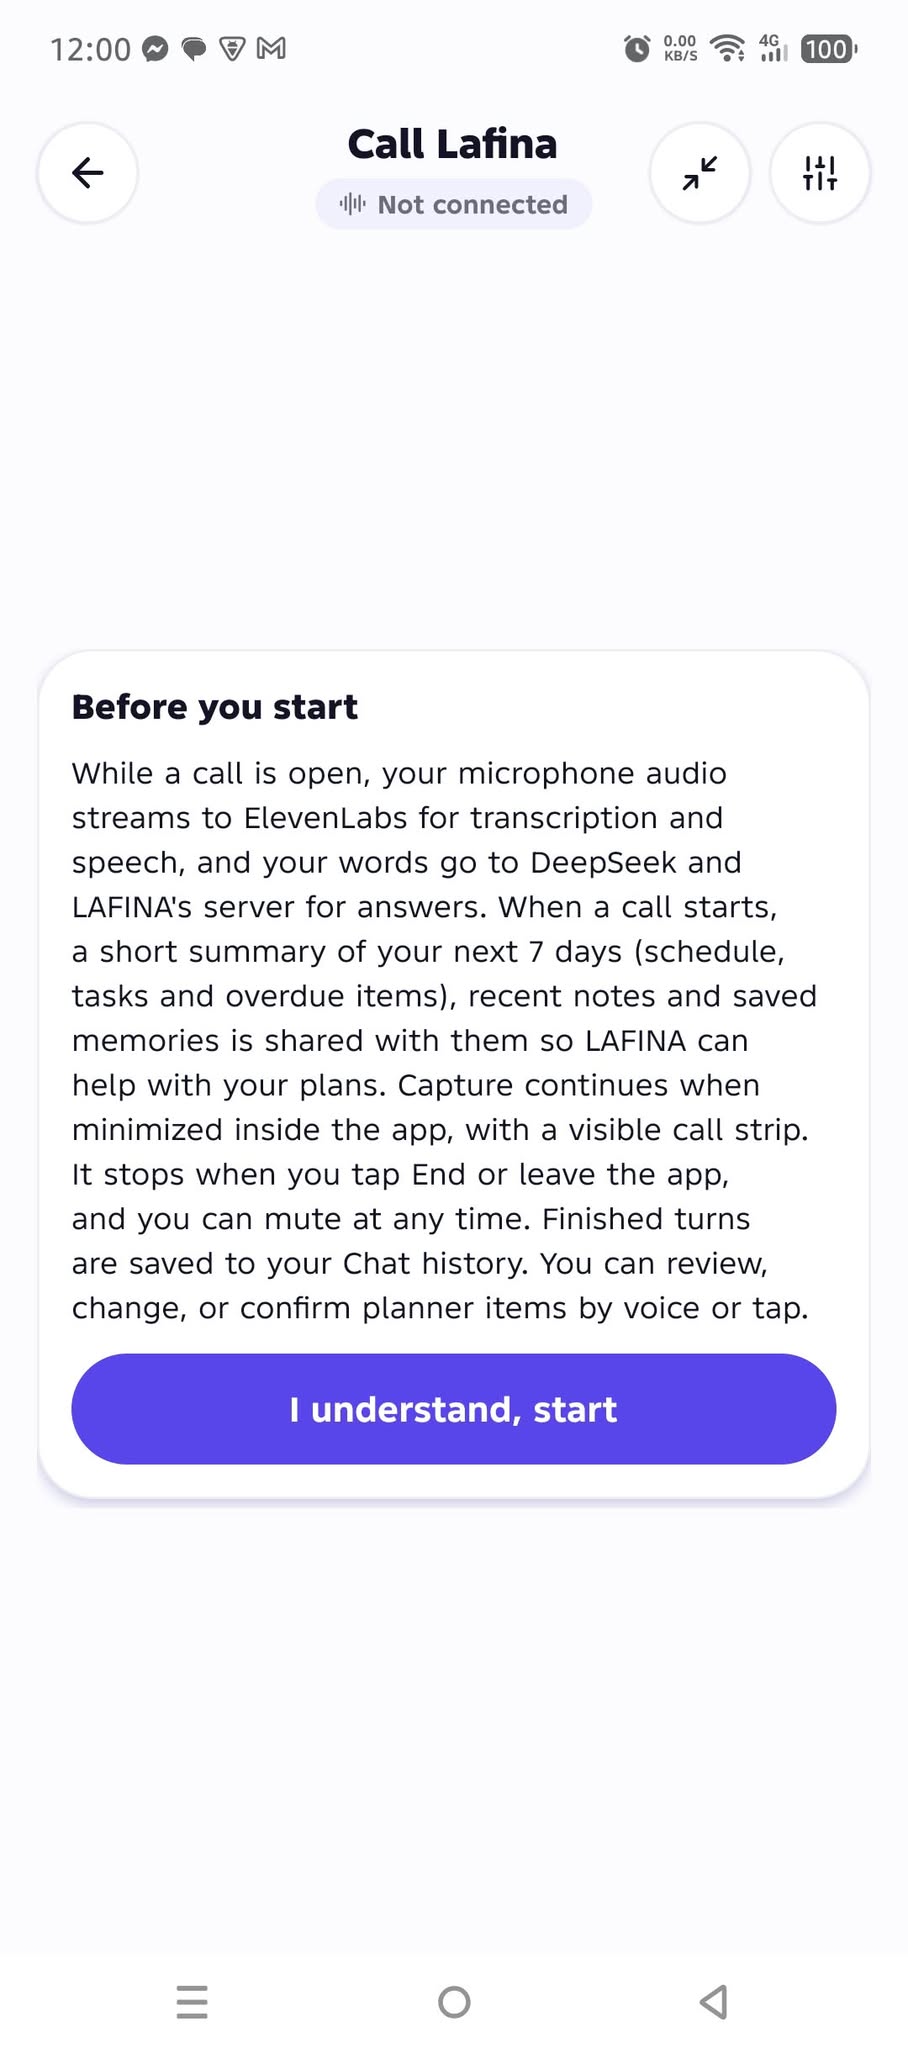 12:00
0.00
KB/S
4G
100
Call Lafina
Not connected
Before you start
While a call is open, your microphone audio
streams to ElevenLabs for transcription and
speech, and your words go to DeepSeek and
LAFINA's server for answers. When a call starts,
a short summary of your next 7 days (schedule,
tasks and overdue items), recent notes and saved
memories is shared with them so LAFINA can
help with your plans. Capture continues when
minimized inside the app, with a visible call strip.
It stops when you tap End or leave the app,
and you can mute at any time. Finished turns
are saved to your Chat history. You can review,
change, or confirm planner items by voice or tap.
I understand, start